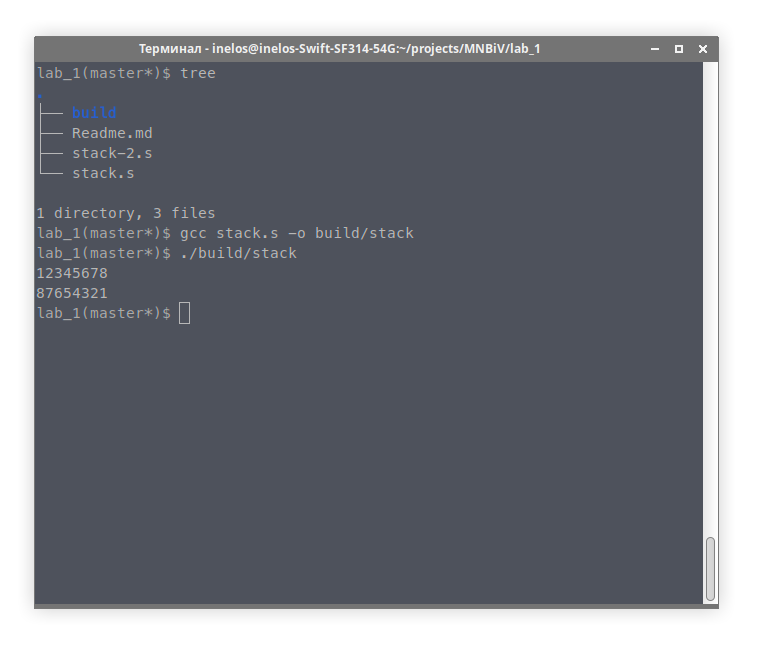 Терминал - inelos@inelos-Swift-SF314-54G:~/projects/MNBiV/lab_1
lab_1(master*)$ tree
.
├── build
├── Readme.md
├── stack-2.s
└── stack.s
1 directory, 3 files
lab_1(master*)$ gcc stack.s -o build/stack
lab_1(master*)$ ./build/stack
12345678
87654321
lab_1(master*)$